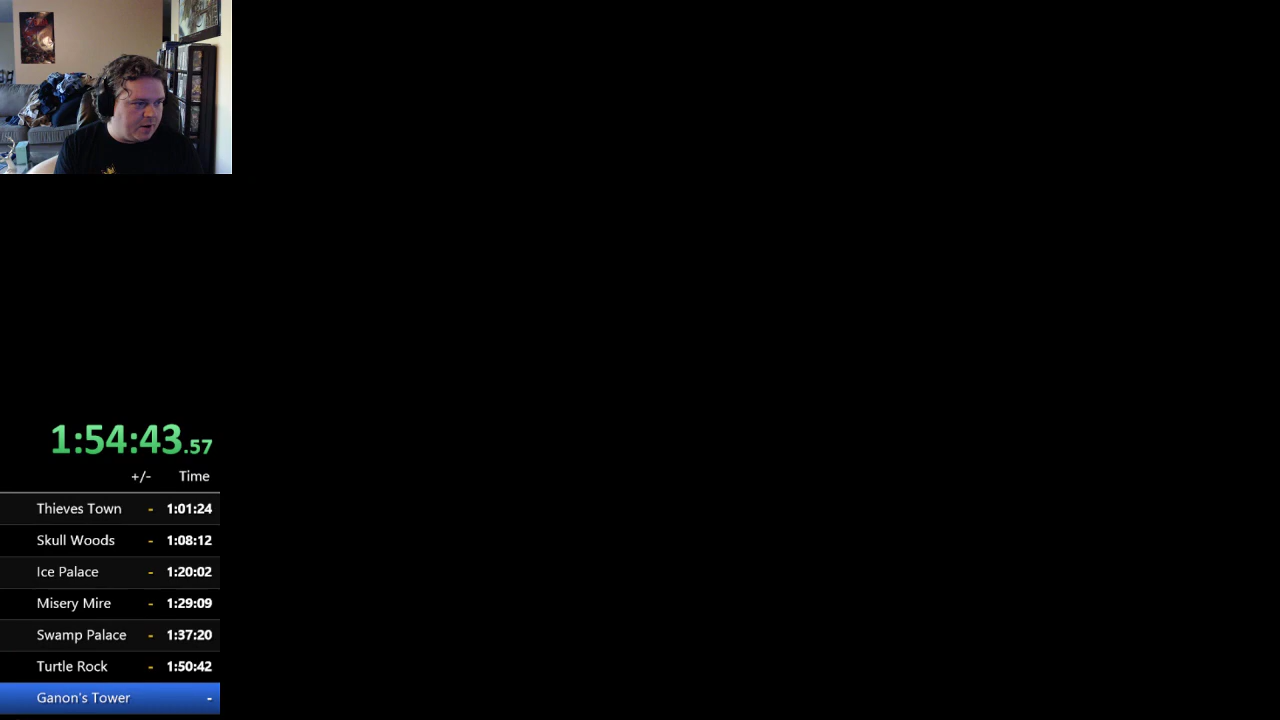 1:54:43.57
+/- Time
Thieves Town - 1:01:24
Skull Woods - 1:08:12
Ice Palace - 1:20:02
Misery Mire - 1:29:09
Swamp Palace - 1:37:20
Turtle Rock - 1:50:42
Ganon's Tower -